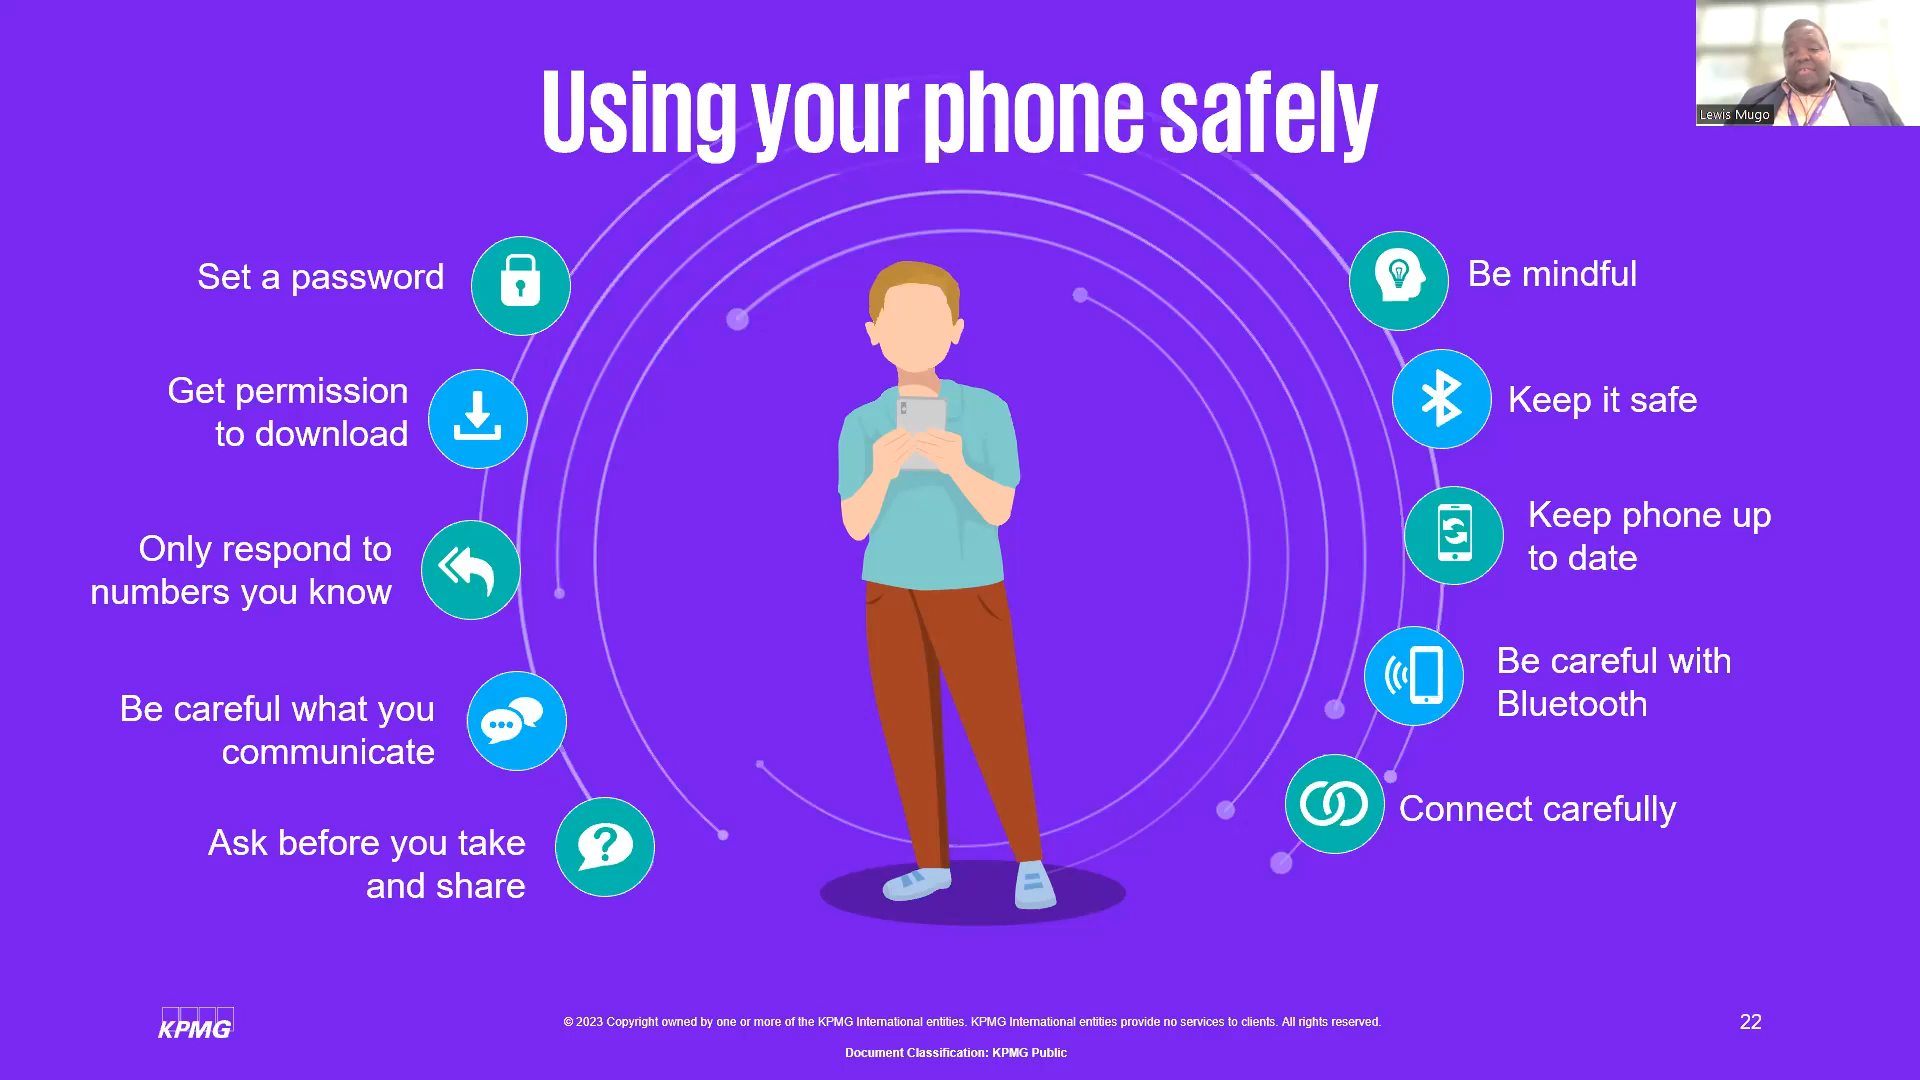 Using your phone safely
Lewis Mugo
Set a password
Get permission
to download
Only respond to
numbers you know
Be careful what you
communicate
Ask before you take
and share
Be mindful
Keep it safe
Keep phone up
to date
Be careful with
Bluetooth
Connect carefully
KPMG
© 2023 Copyright owned by one or more of the KPMG International entities. KPMG International entities provide no services to clients. All rights reserved.
22
Document Classification: KPMG Public